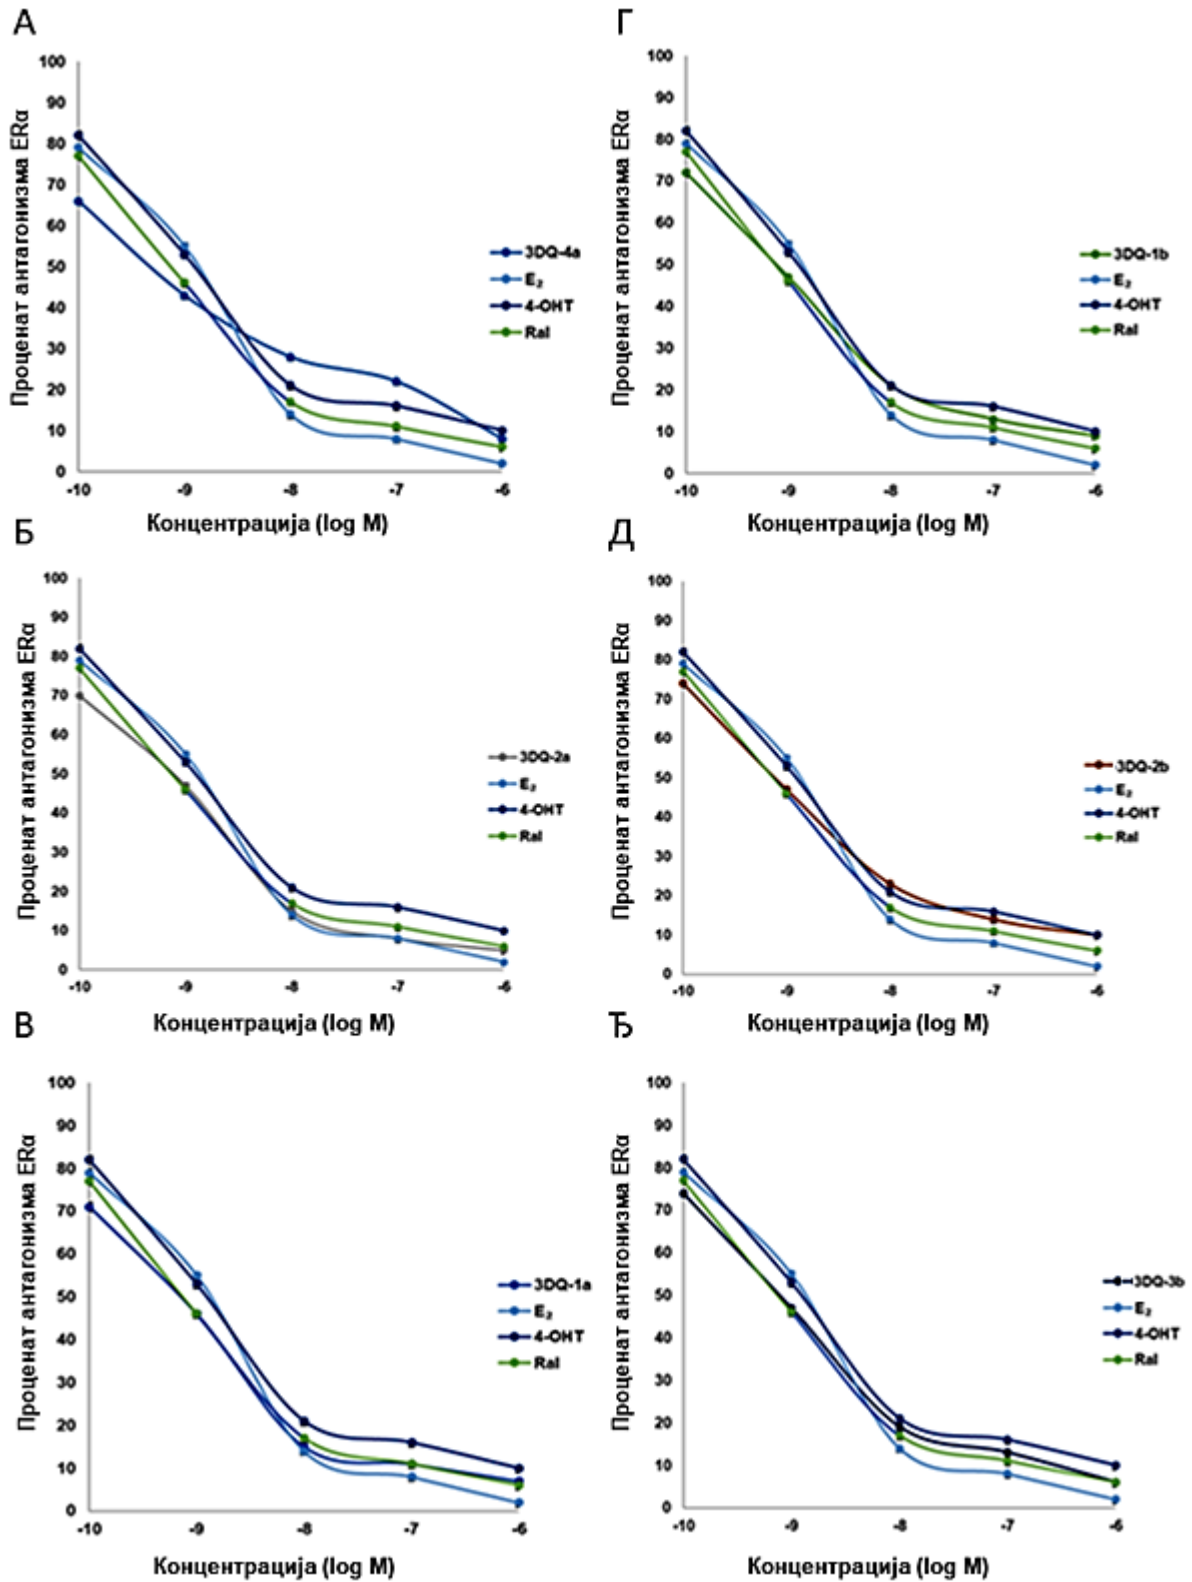 А
Проценат антагонизма ERα
100
90
80
70
60
50
40
30
20
10
0
-10 -9 -8 -7 -6
Концентрација (log M)
3DQ-4a
E₂
4-OHT
Ral
Г
Проценат антагонизма ERα
100
90
80
70
60
50
40
30
20
10
0
-10 -9 -8 -7 -6
Концентрација (log M)
3DQ-1b
E₂
4-OHT
Ral
Б
Проценат антагонизма ERα
100
90
80
70
60
50
40
30
20
10
0
-10 -9 -8 -7 -6
Концентрација (log M)
3DQ-2a
E₂
4-OHT
Ral
Д
Проценат антагонизма ERα
100
90
80
70
60
50
40
30
20
10
0
-10 -9 -8 -7 -6
Концентрација (log M)
3DQ-2b
E₂
4-OHT
Ral
В
Проценат антагонизма ERα
100
90
80
70
60
50
40
30
20
10
0
-10 -9 -8 -7 -6
Концентрација (log M)
3DQ-1a
E₂
4-OHT
Ral
Ђ
Проценат антагонизма ERα
100
90
80
70
60
50
40
30
20
10
0
-10 -9 -8 -7 -6
Концентрација (log M)
3DQ-3b
E₂
4-OHT
Ral